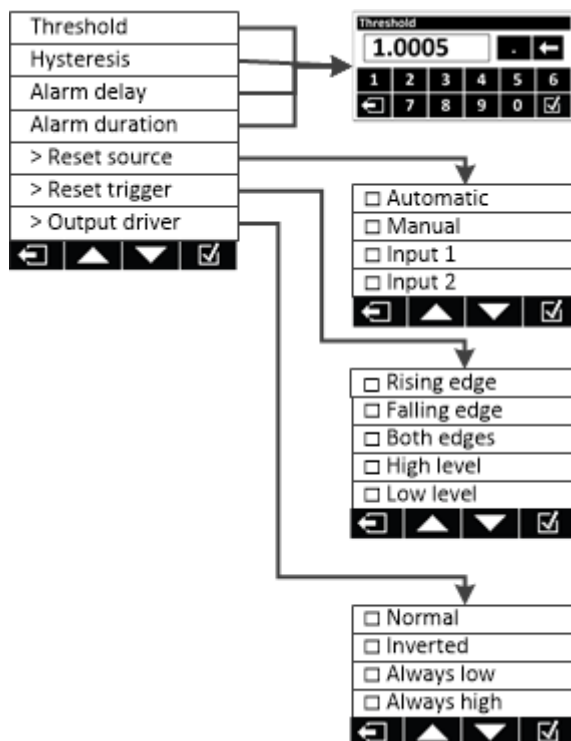 Threshold
Hysteresis
Alarm delay
Alarm duration
> Reset source
> Reset trigger
> Output driver
Threshold
1.0005 .
1 2 3 4 5 6
7 8 9 0
Automatic
Manual
Input 1
Input 2
Rising edge
Falling edge
Both edges
High level
Low level
Normal
Inverted
Always low
Always high